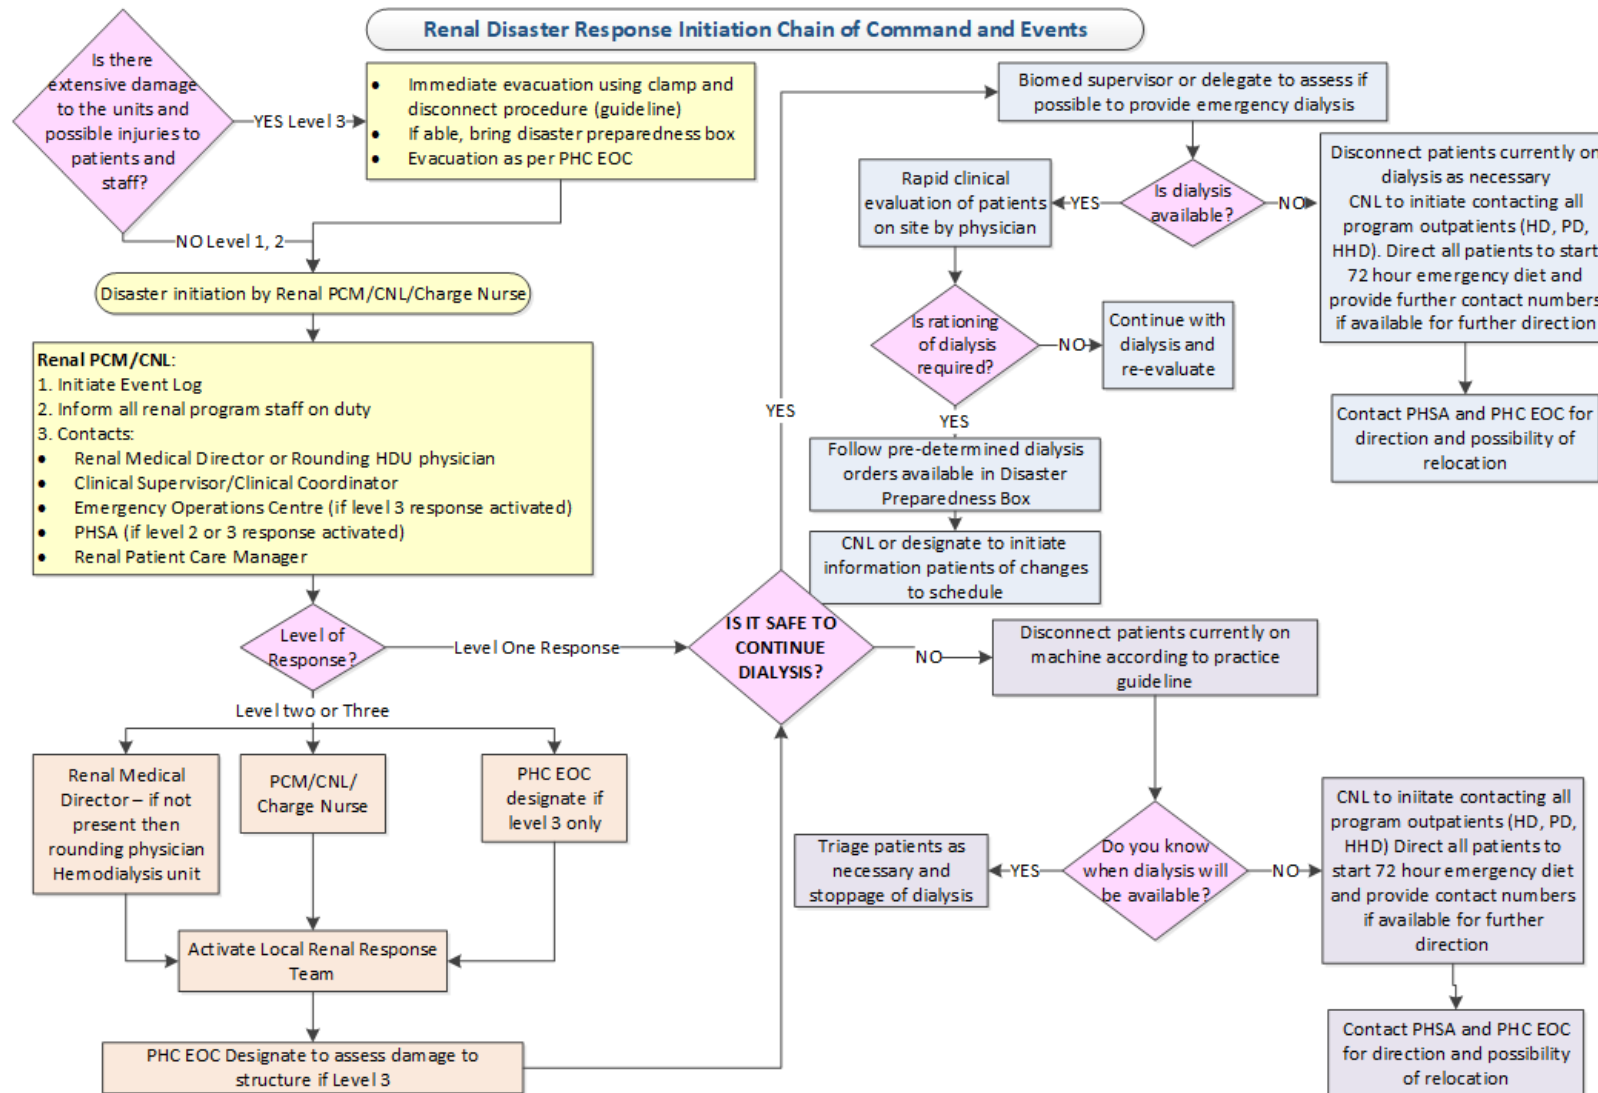 Renal Disaster Response Initiation Chain of Command and Events
Is there
extensive damage
to the units and
possible injuries to
patients and
staff?
YES Level 3
• Immediate evacuation using clamp and
disconnect procedure (guideline)
• If able, bring disaster preparedness box
• Evacuation as per PHC EOC
NO Level 1, 2
Disaster initiation by Renal PCM/CNL/Charge Nurse
Renal PCM/CNL:
1. Initiate Event Log
2. Inform all renal program staff on duty
3. Contacts:
• Renal Medical Director or Rounding HDU physician
• Clinical Supervisor/Clinical Coordinator
• Emergency Operations Centre (if level 3 response activated)
• PHSA (if level 2 or 3 response activated)
• Renal Patient Care Manager
Level of
Response?
Level One Response
Level two or Three
Renal Medical
Director – if not
present then
rounding physician
Hemodialysis unit
PCM/CNL/
Charge Nurse
PHC EOC
designate if
level 3 only
Activate Local Renal Response
Team
PHC EOC Designate to assess damage to
structure if Level 3
IS IT SAFE TO
CONTINUE
DIALYSIS?
YES
Biomed supervisor or delegate to assess if
possible to provide emergency dialysis
Is dialysis
available?
YES
Rapid clinical
evaluation of patients
on site by physician
NO
Disconnect patients currently on
dialysis as necessary
CNL to initiate contacting all
program outpatients (HD, PD,
HHD). Direct all patients to start
72 hour emergency diet and
provide further contact numbers
if available for further direction
Contact PHSA and PHC EOC for
direction and possibility of
relocation
Is rationing
of dialysis
required?
NO
Continue with
dialysis and
re-evaluate
YES
Follow pre-determined dialysis
orders available in Disaster
Preparedness Box
CNL or designate to initiate
information patients of changes
to schedule
NO
Disconnect patients currently on
machine according to practice
guideline
Do you know
when dialysis will
be available?
YES
Triage patients as
necessary and
stoppage of dialysis
NO
CNL to iniitate contacting all
program outpatients (HD, PD,
HHD) Direct all patients to
start 72 hour emergency diet
and provide contact numbers
if available for further
direction
Contact PHSA and PHC EOC
for direction and possibility
of relocation